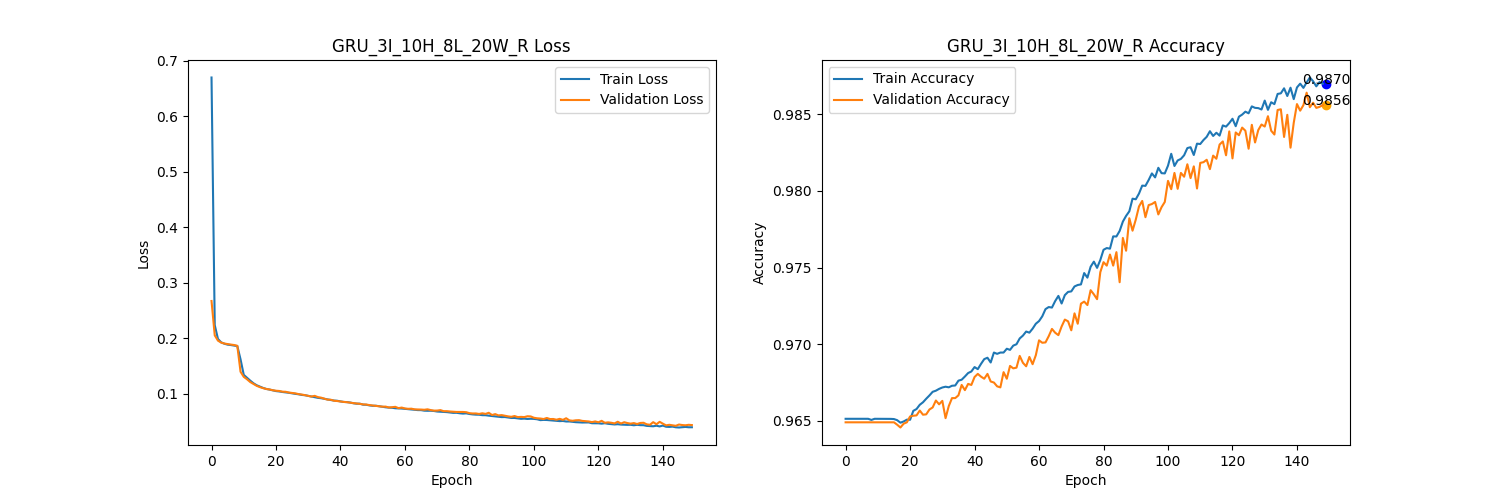 GRU_3I_10H_8L_20W_R Loss
0.7
0.6
0.5
0.4
0.3
0.2
0.1
Loss
Train Loss
Validation Loss
0 20 40 60 80 100 120 140
Epoch
GRU_3I_10H_8L_20W_R Accuracy
0.985
0.980
0.975
0.970
0.965
Accuracy
Train Accuracy
Validation Accuracy
0.9870
0.9856
0 20 40 60 80 100 120 140
Epoch